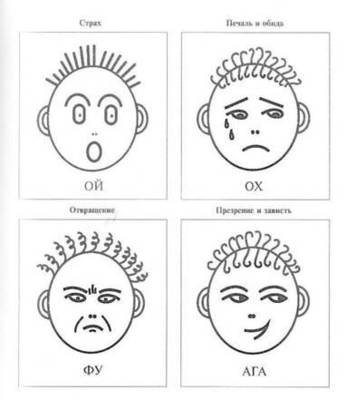 Страх
Печаль и обида
ОЙ
ОХ
Отвращение
Презрение и зависть
ФУ
АГА